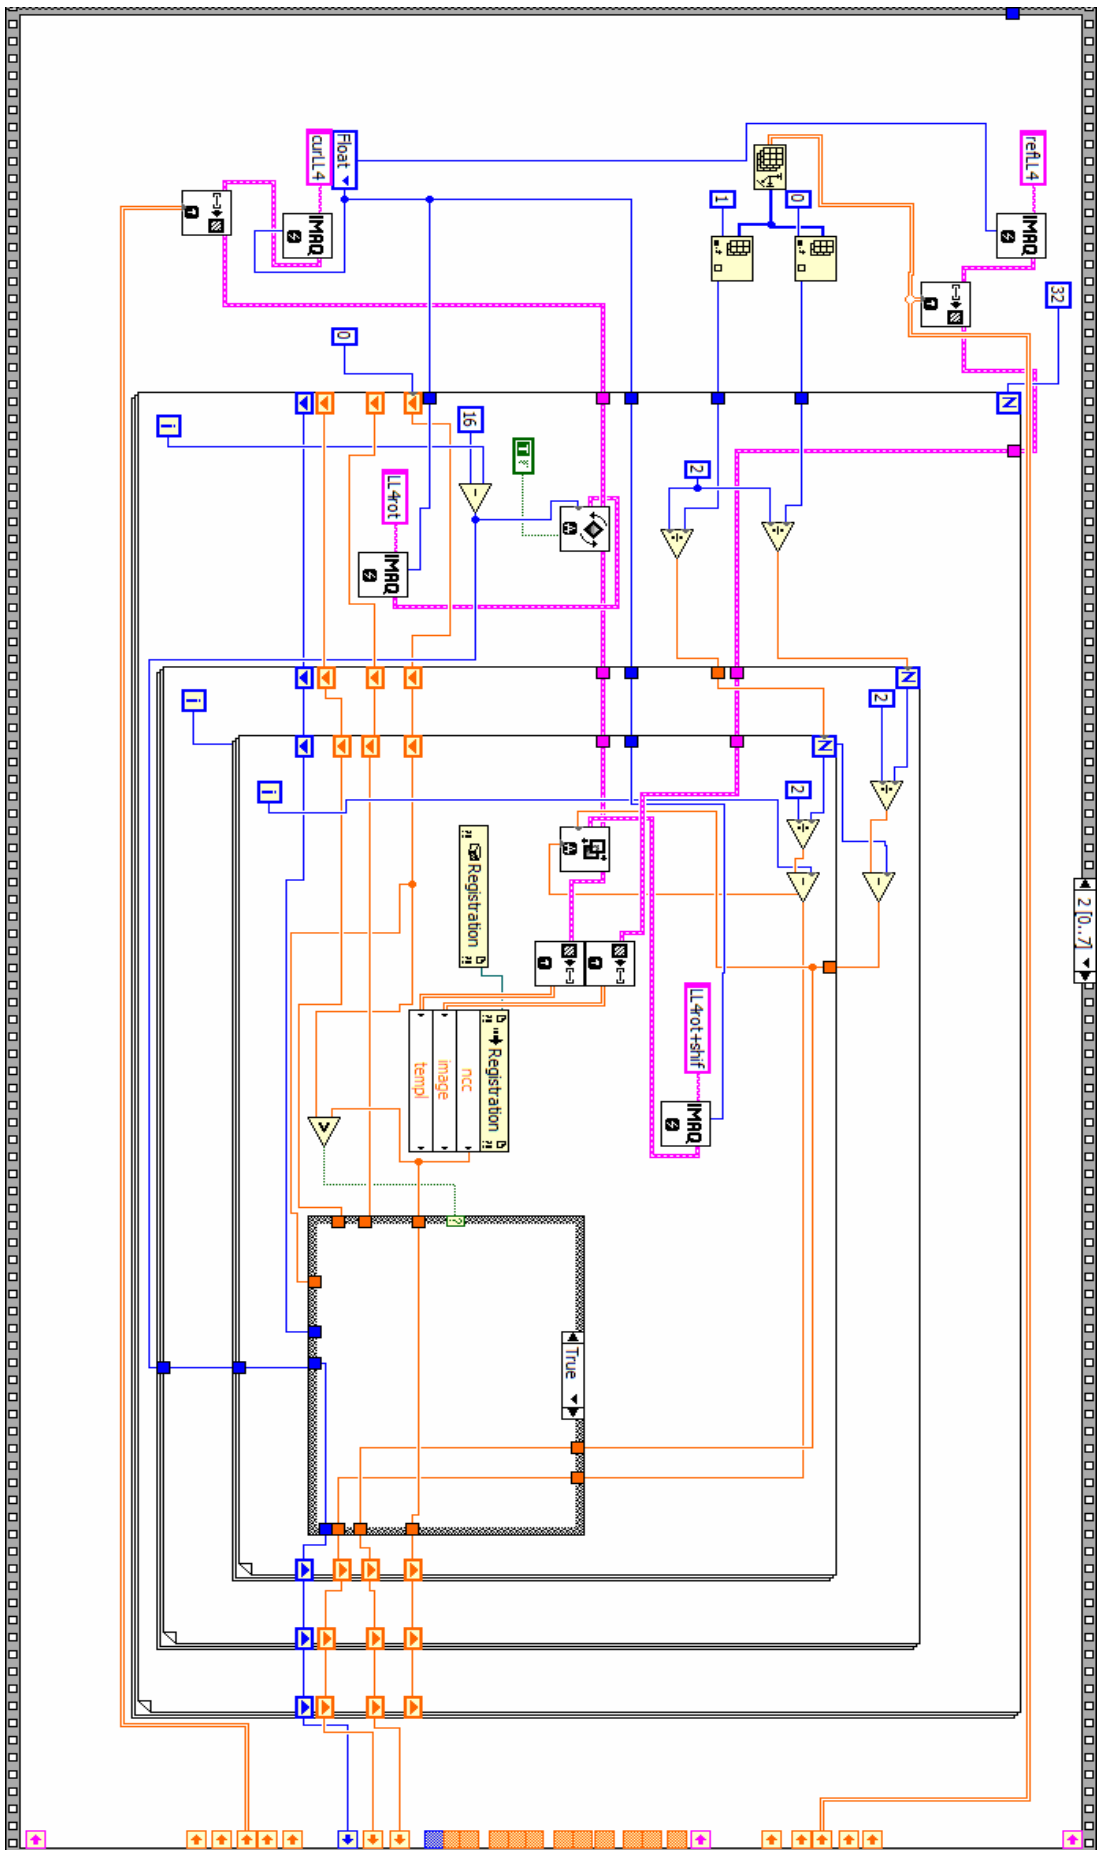 2 [0..7]
32
refLL4
IMAQ
N
N
2
N
0
2
1
2
LL4rot+shif
IMAQ
True
T
Registration
16
Registration
ncc
?
image
templ
LL4rot
IMAQ
Float
0
curLL4
IMAQ
i
i
i